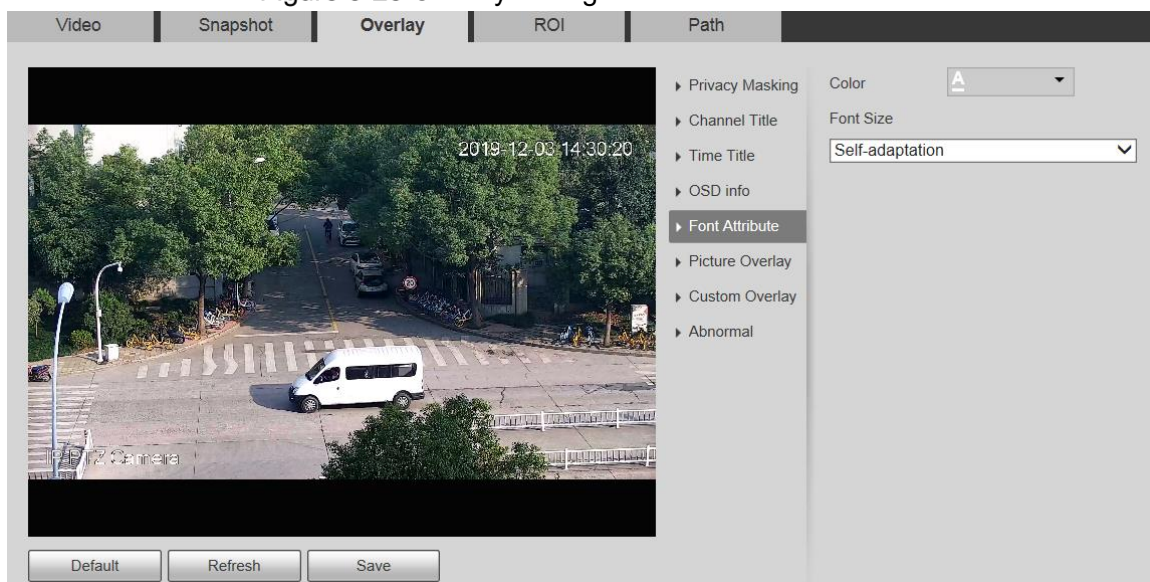 Video Snapshot Overlay ROI Path
2019-12-03 14:30:20
IP PTZ Camera
Privacy Masking
Channel Title
Time Title
OSD info
Font Attribute
Picture Overlay
Custom Overlay
Abnormal
Color A
Font Size
Self-adaptation
Default Refresh Save